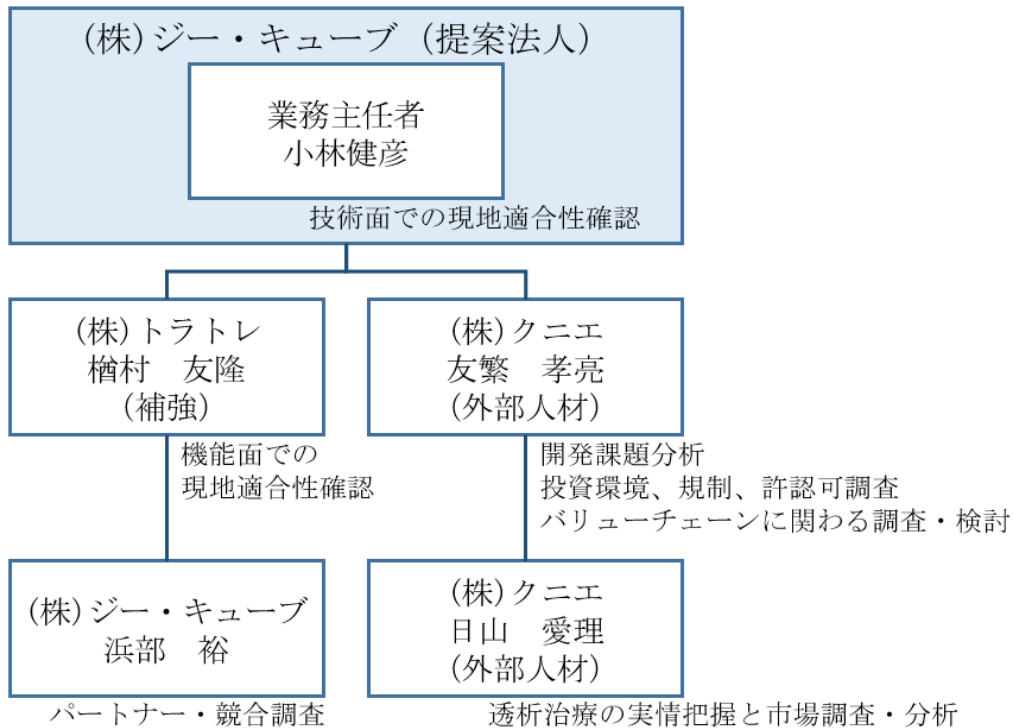 (株)ジー・キューブ（提案法人）
業務主任者
小林健彦
技術面での現地適合性確認
(株)トラトレ
楢村　友隆
(補強)
機能面での
現地適合性確認
(株)クニエ
友繁　孝亮
(外部人材)
開発課題分析
投資環境、規制、許認可調査
バリューチェーンに関わる調査・検討
(株)ジー・キューブ
浜部　裕
パートナー・競合調査
(株)クニエ
日山　愛理
(外部人材)
透析治療の実情把握と市場調査・分析